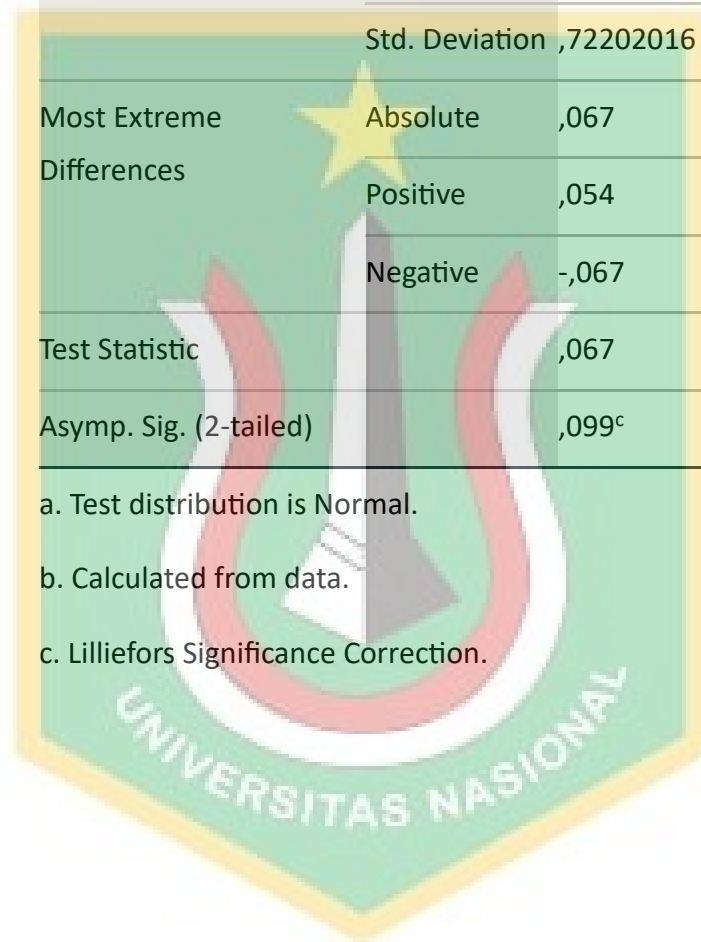 Std. Deviation ,72202016
Most Extreme Differences Absolute ,067
Positive ,054
Negative -,067
Test Statistic ,067
Asymp. Sig. (2-tailed) ,099ᶜ
a. Test distribution is Normal.
b. Calculated from data.
c. Lilliefors Significance Correction.
UNIVERSITAS NASIONAL